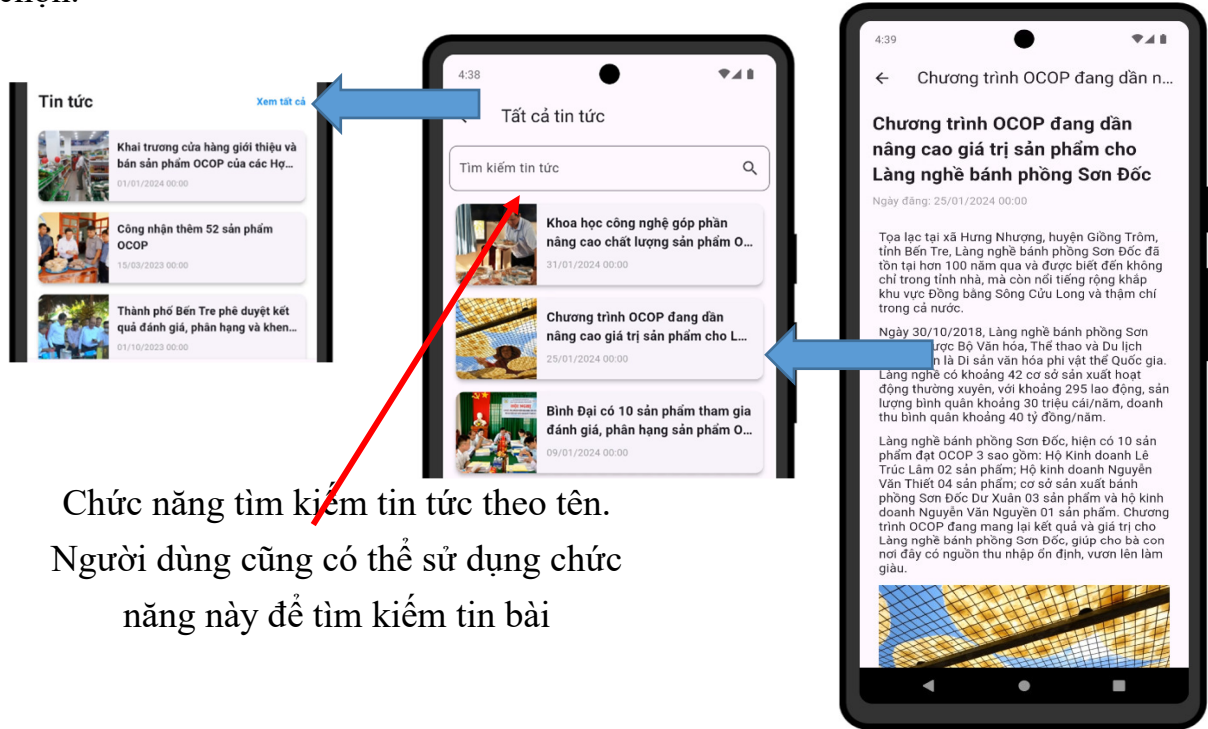 chọn.
Tin tức
Xem tất cả
Khai trương cửa hàng giới thiệu và
bán sản phẩm OCOP của các Hợ...
01/01/2024 00:00
Công nhận thêm 52 sản phẩm
OCOP
15/03/2023 00:00
Thành phố Bến Tre phê duyệt kết
quả đánh giá, phân hạng và khen...
01/10/2023 00:00
4:38
Tất cả tin tức
Tìm kiếm tin tức
Khoa học công nghệ góp phần
nâng cao chất lượng sản phẩm O...
31/01/2024 00:00
Chương trình OCOP đang dần
nâng cao giá trị sản phẩm cho L...
25/01/2024 00:00
Bình Đại có 10 sản phẩm tham gia
đánh giá, phân hạng sản phẩm O...
09/01/2024 00:00
Chức năng tìm kiếm tin tức theo tên.
Người dùng cũng có thể sử dụng chức
năng này để tìm kiếm tin bài
4:39
Chương trình OCOP đang dần n...
Chương trình OCOP đang dần
nâng cao giá trị sản phẩm cho
Làng nghề bánh phồng Sơn Đốc
Ngày đăng: 25/01/2024 00:00
Tọa lạc tại xã Hưng Nhượng, huyện Giồng Trôm,
tỉnh Bến Tre, Làng nghề bánh phồng Sơn Đốc đã
tồn tại hơn 100 năm qua và được biết đến không
chỉ trong tỉnh nhà, mà còn nổi tiếng rộng khắp
khu vực Đồng bằng Sông Cửu Long và thậm chí
trong cả nước.
Ngày 30/10/2018, Làng nghề bánh phồng Sơn
Bộ Văn hóa, Thể thao và Du lịch
là Di sản văn hóa phi vật thể Quốc gia.
Làng nghề có khoảng 42 cơ sở sản xuất hoạt
động thường xuyên, với khoảng 295 lao động, sản
lượng bình quân khoảng 30 triệu cái/năm, doanh
thu bình quân khoảng 40 tỷ đồng/năm.
Làng nghề bánh phồng Sơn Đốc, hiện có 10 sản
phẩm đạt OCOP 3 sao gồm: Hộ Kinh doanh Lê
Trúc Lâm 02 sản phẩm; Hộ kinh doanh Nguyễn
Văn Thiết 04 sản phẩm; cơ sở sản xuất bánh
phồng Sơn Đốc Dư Xuân 03 sản phẩm và hộ kinh
doanh Nguyễn Văn Nguyền 01 sản phẩm. Chương
trình OCOP đang mang lại kết quả và giá trị cho
Làng nghề bánh phồng Sơn Đốc, giúp cho bà con
nơi đây có nguồn thu nhập ổn định, vươn lên làm
giàu.